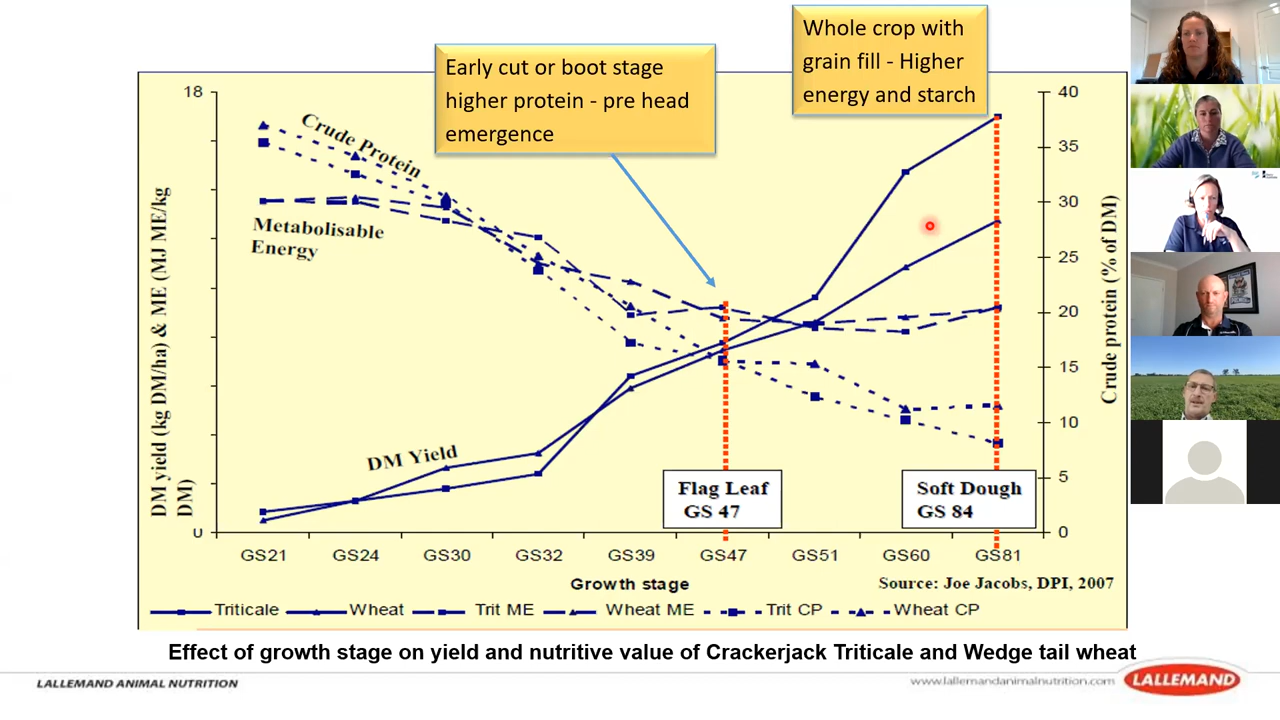 Early cut or boot stage
higher protein - pre head
emergence
Whole crop with
grain fill - Higher
energy and starch
18
40
35
30
25
20
15
10
5
0
DM yield (kg DM/ha) & ME (MJ ME/kg
DM)
Crude protein (% of DM)
Crude Protein
Metabolisable
Energy
DM Yield
Flag Leaf
GS 47
Soft Dough
GS 84
GS21 GS24 GS30 GS32 GS39 GS47 GS51 GS60 GS81
Growth stage
Source: Joe Jacobs, DPI, 2007
Triticale Wheat Trit ME Wheat ME Trit CP Wheat CP
Effect of growth stage on yield and nutritive value of Crackerjack Triticale and Wedge tail wheat
LALLEMAND ANIMAL NUTRITION
www.lallemandanimalnutrition.com
LALLEMAND